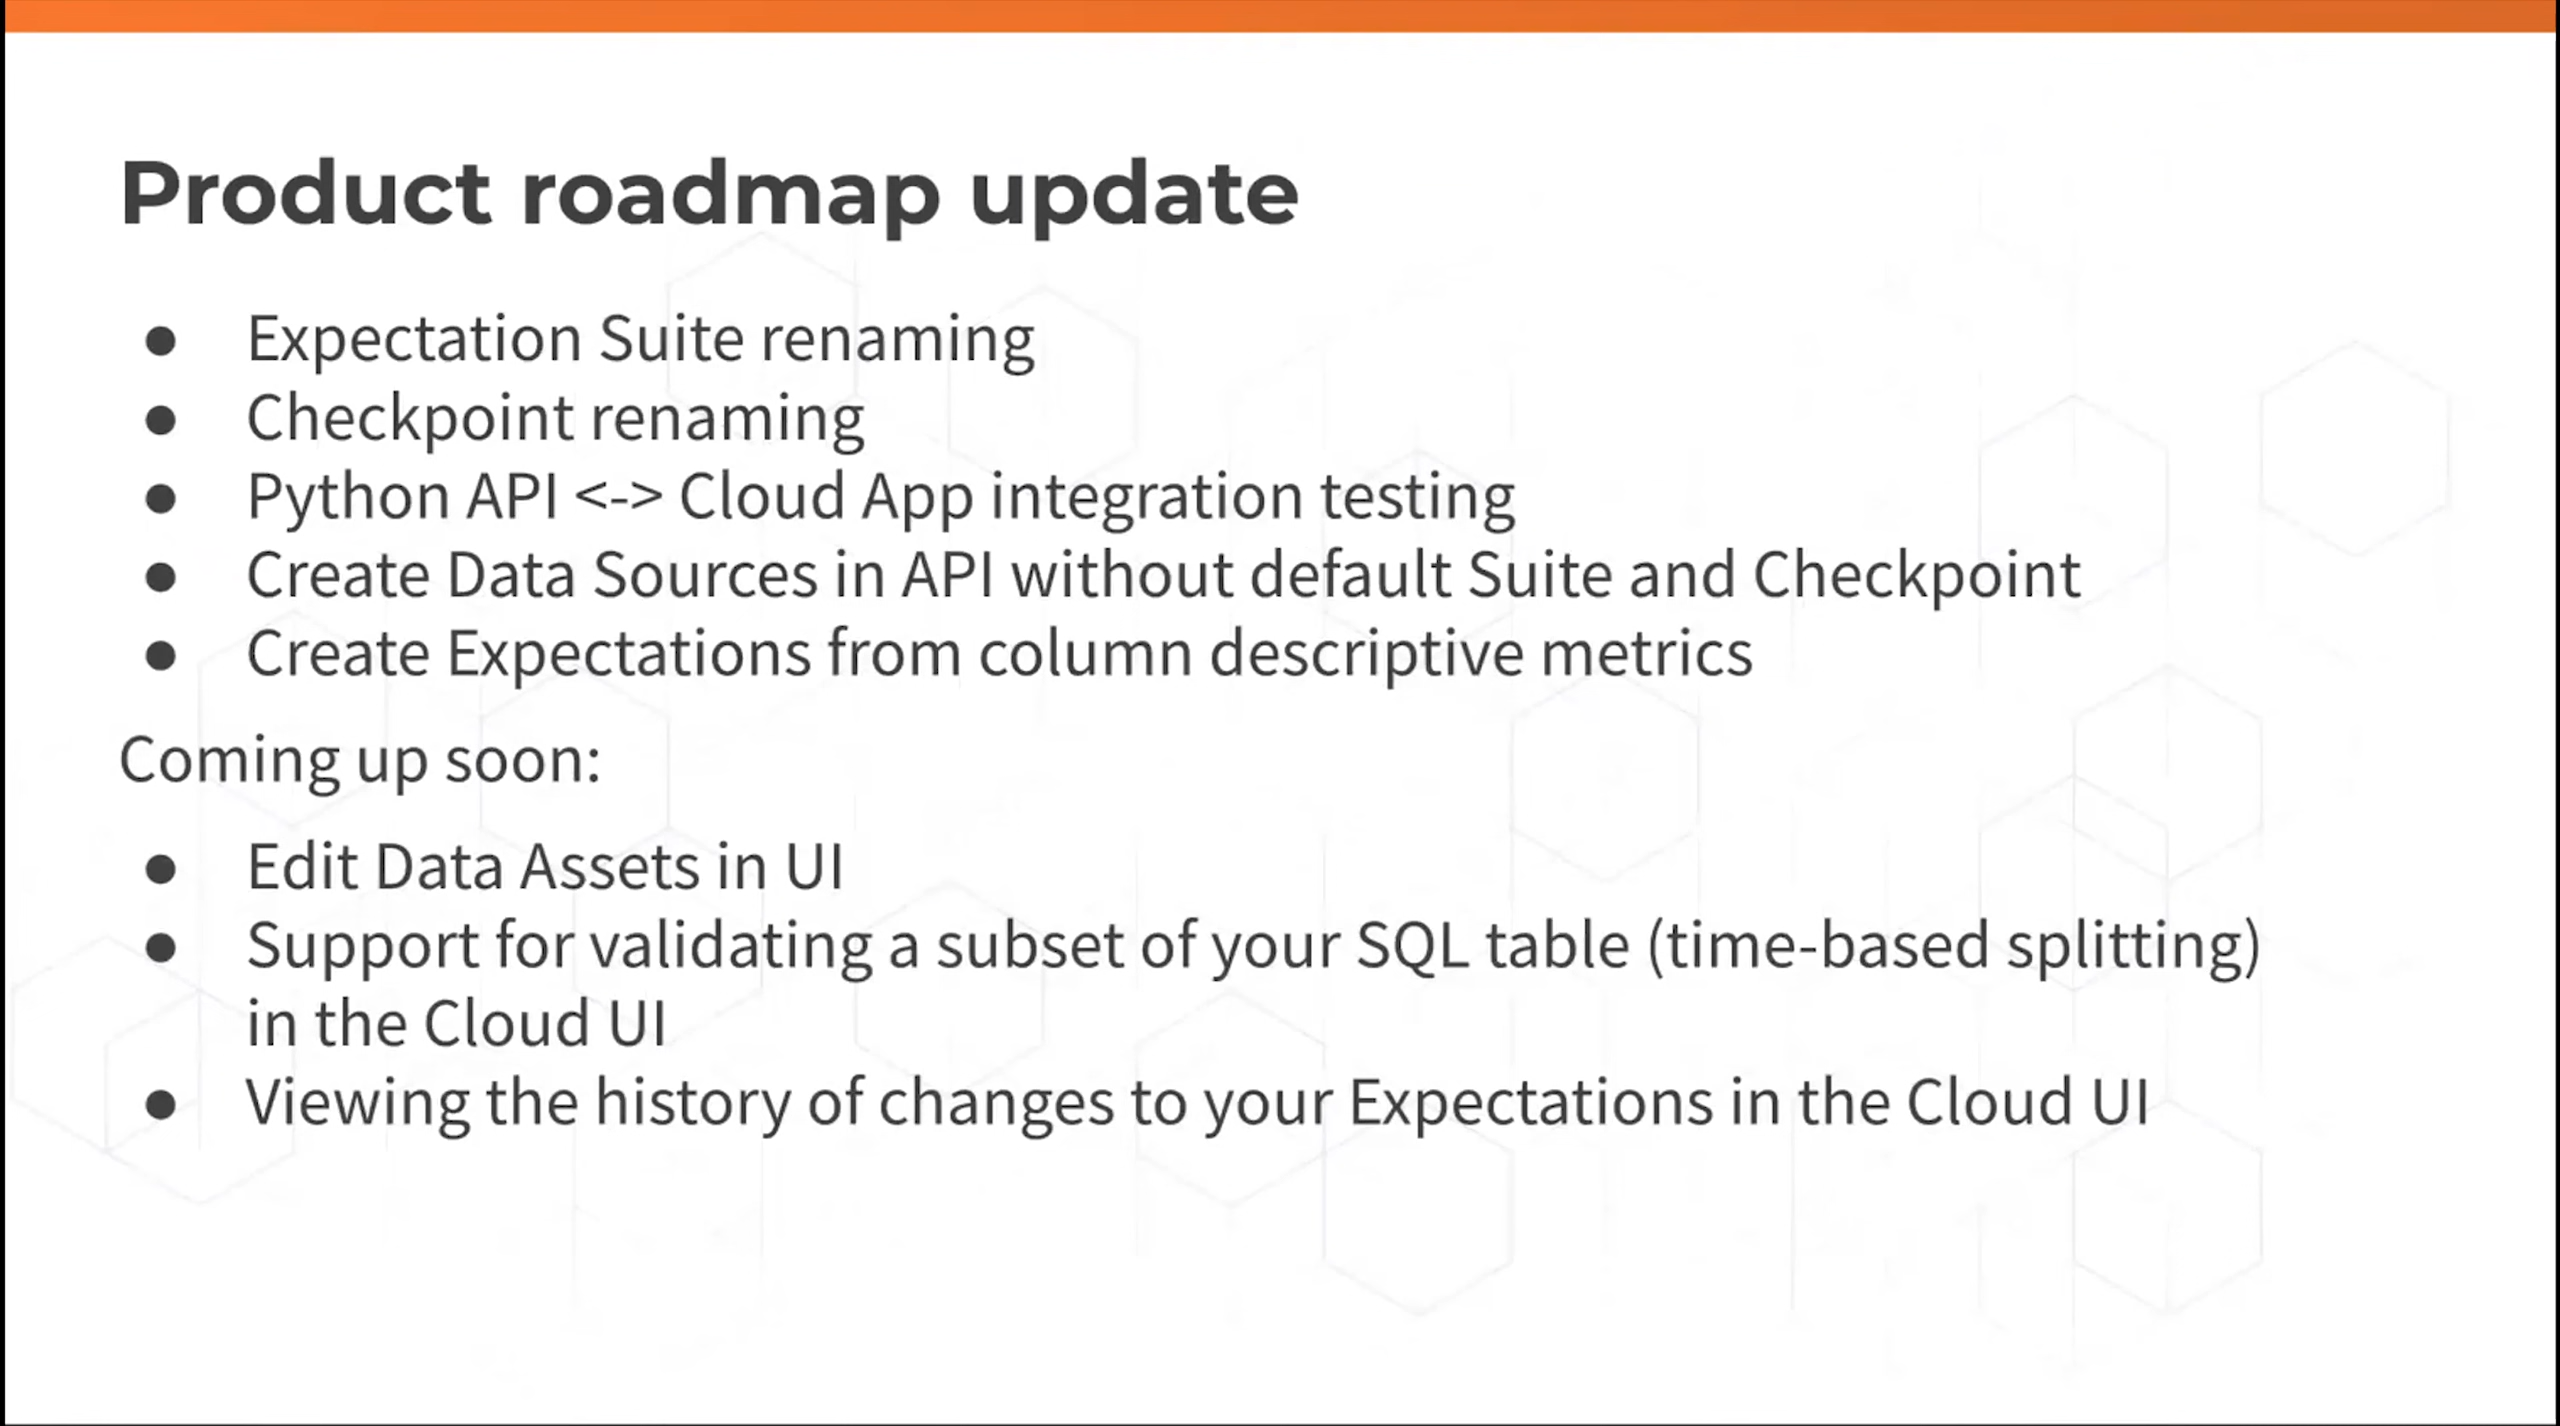 Product roadmap update
● Expectation Suite renaming
● Checkpoint renaming
● Python API <-> Cloud App integration testing
● Create Data Sources in API without default Suite and Checkpoint
● Create Expectations from column descriptive metrics
Coming up soon:
● Edit Data Assets in UI
● Support for validating a subset of your SQL table (time-based splitting)
in the Cloud UI
● Viewing the history of changes to your Expectations in the Cloud UI